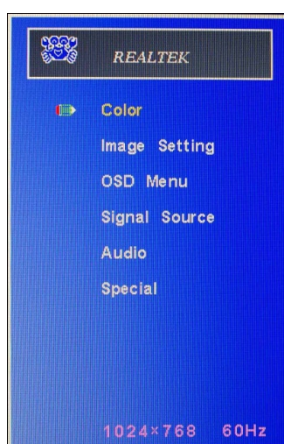 REALTEK
Color
Image Setting
OSD Menu
Signal Source
Audio
Special
1024×768 60Hz